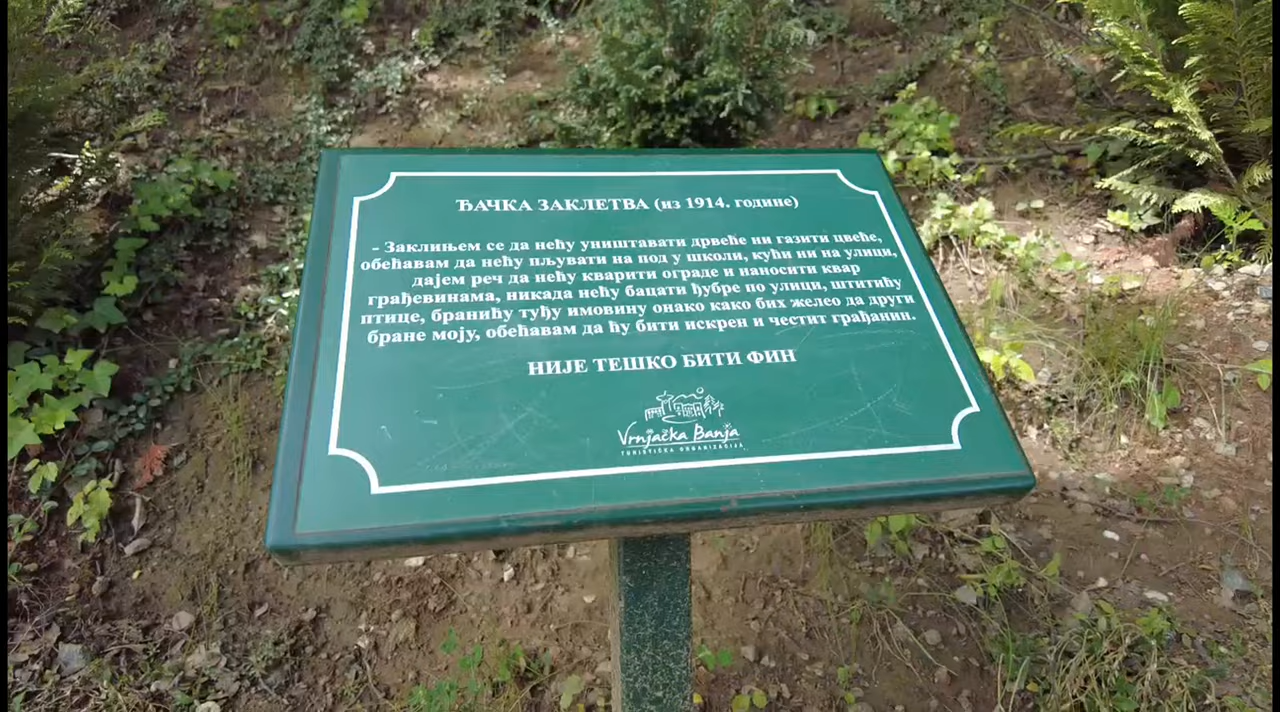 ЂАЧКА ЗАКЛЕТВА (из 1914. године)
- Заклињем се да нећу уништавати дрвеће ни газити цвеће,
обећавам да нећу пљувати на под у школи, кући ни на улици,
дајем реч да нећу кварити ограде и наносити квар
грађевинама, никада нећу бацати ђубре по улици, штитићу
птице, бранићу туђу имовину онако како бих желео да други
бране моју, обећавам да ћу бити искрен и честит грађанин.
НИЈЕ ТЕШКО БИТИ ФИН
Vrnjačka Banja
TURISTIČKA ORGANIZACIJA